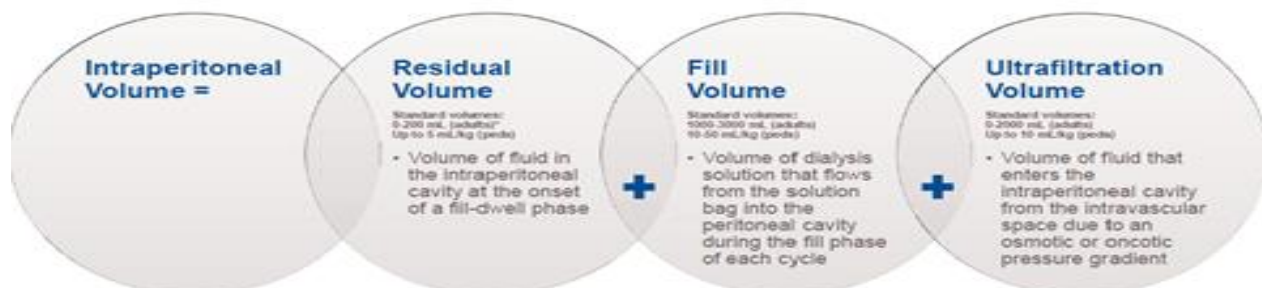 Intraperitoneal
Volume =
Residual
Volume
Standard volumes:
0-200 mL (adults)*
Up to 5 mL/kg (peds)
• Volume of fluid in
the intraperitoneal
cavity at the onset
of a fill-dwell phase
+
Fill
Volume
Standard volumes:
1000-3000 mL (adults)
10-50 mL/kg (peds)
• Volume of dialysis
solution that flows
from the solution
bag into the
peritoneal cavity
during the fill phase
of each cycle
+
Ultrafiltration
Volume
Standard volumes:
0-2000 mL (adults)
Up to 10 mL/kg (peds)
• Volume of fluid that
enters the
intraperitoneal cavity
from the intravascular
space due to an
osmotic or oncotic
pressure gradient